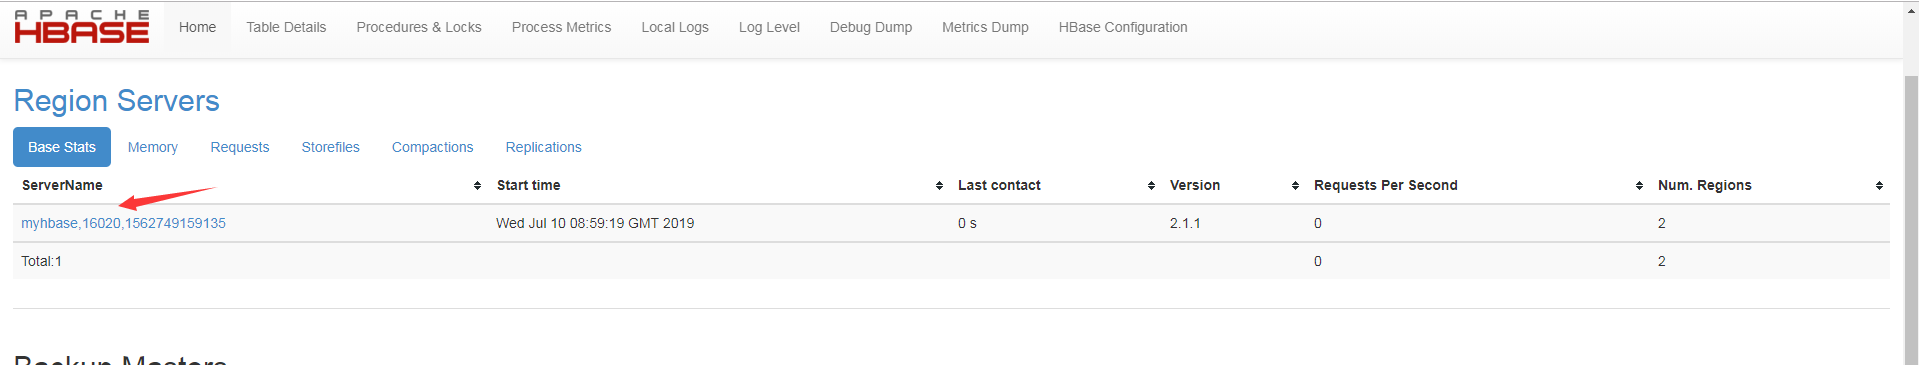 APACHE
HBASE
Home Table Details Procedures & Locks Process Metrics Local Logs Log Level Debug Dump Metrics Dump HBase Configuration
Region Servers
Base Stats Memory Requests Storefiles Compactions Replications
ServerName Start time Last contact Version Requests Per Second Num. Regions
myhbase,16020,1562749159135 Wed Jul 10 08:59:19 GMT 2019 0 s 2.1.1 0 2
Total:1 0 2
Backup Masters